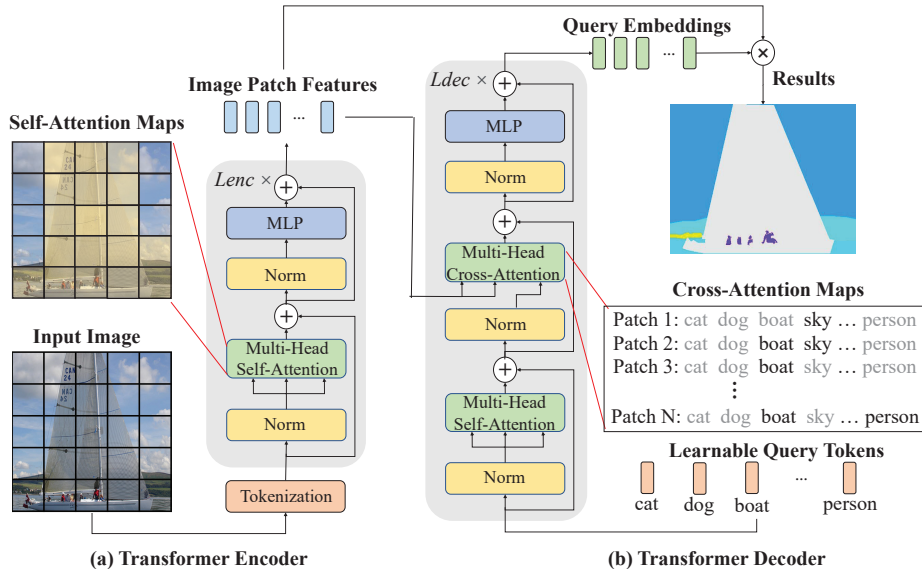 Query Embeddings
...
Ldec ×
Image Patch Features
Results
...
MLP
Self-Attention Maps
Lenc ×
Norm
MLP
Multi-Head
Cross-Attention
Norm
Cross-Attention Maps
Patch 1: cat dog boat sky ... person
Patch 2: cat dog boat sky ... person
Patch 3: cat dog boat sky ... person
Patch N: cat dog boat sky ... person
Norm
Input Image
Multi-Head
Self-Attention
CAN
24
Multi-Head
Self-Attention
Norm
Learnable Query Tokens
...
cat dog boat person
Norm
Tokenization
(a) Transformer Encoder
(b) Transformer Decoder